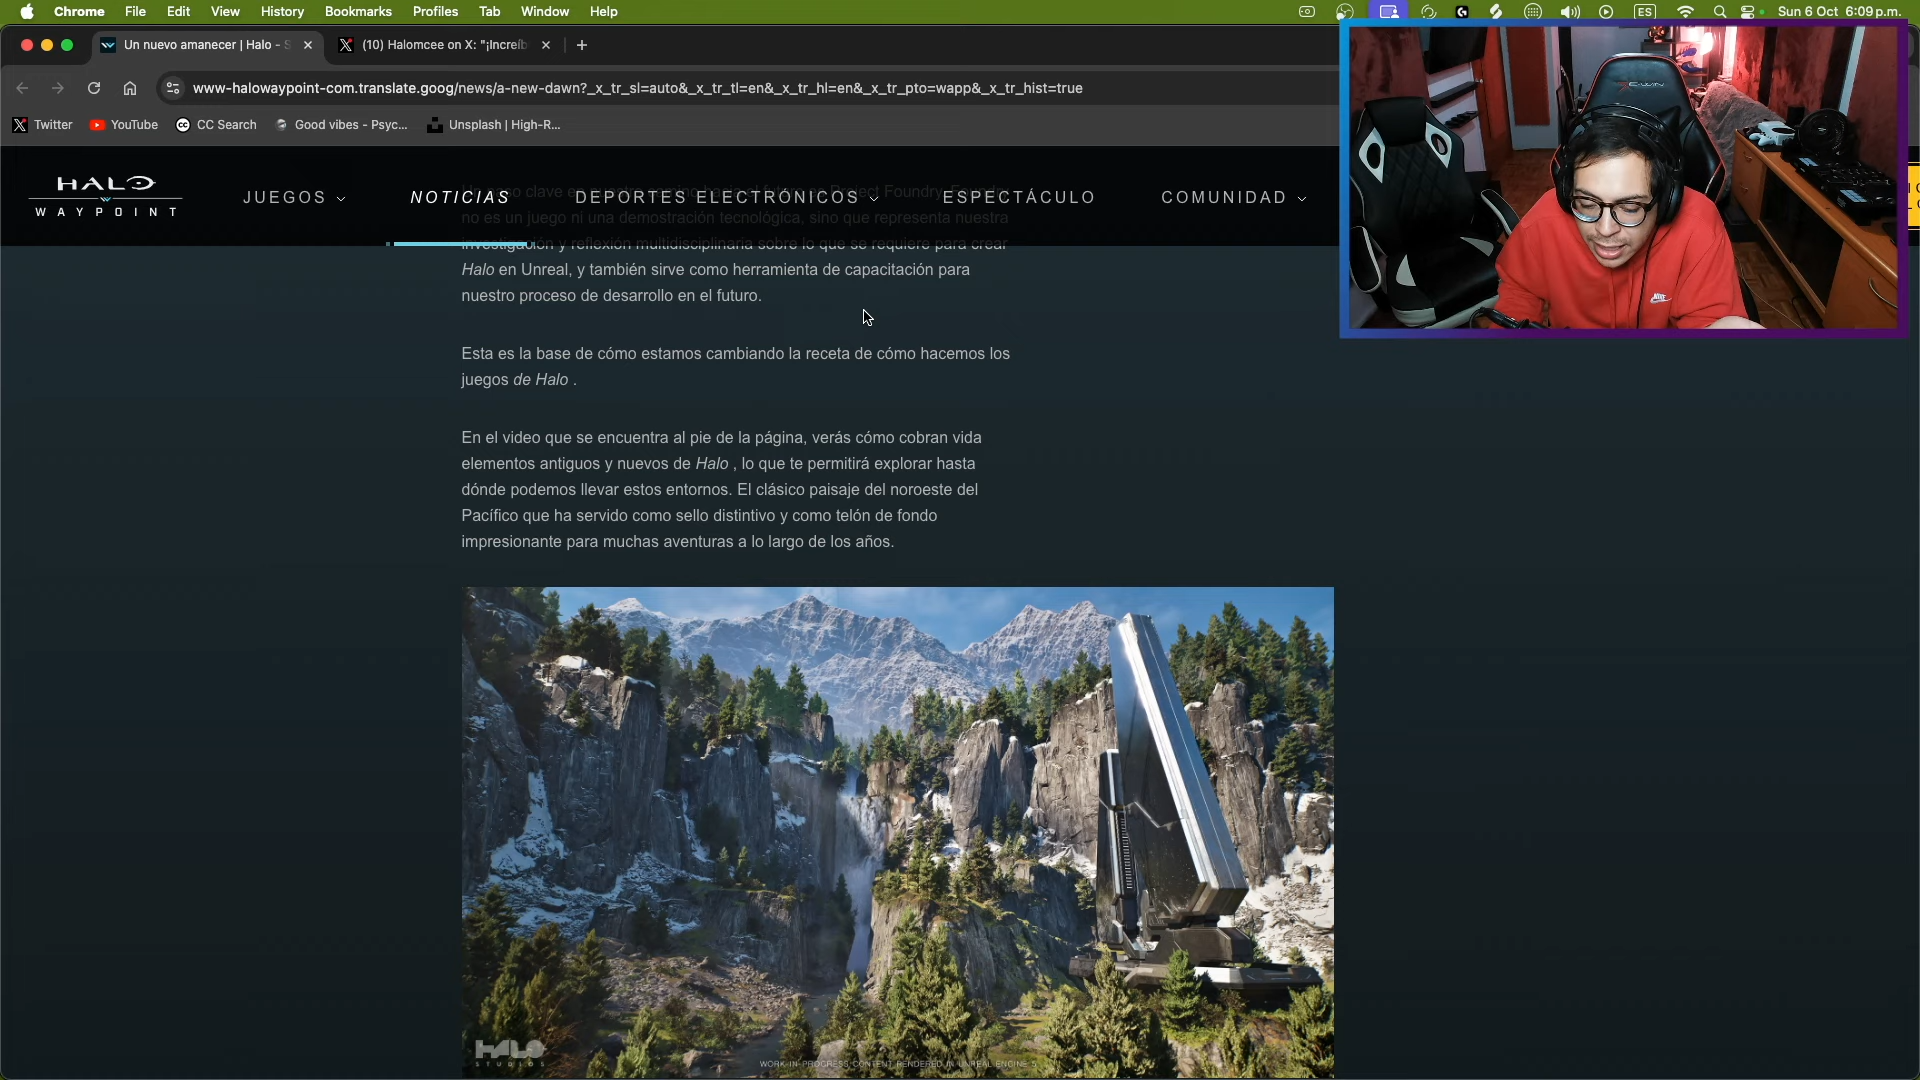 Chrome File Edit View History Bookmarks Profiles Tab Window Help ES Sun 6 Oct 6:09 p.m.
Un nuevo amanecer | Halo - S (10) Halomcee on X: "¡Increíb
www-halowaypoint-com.translate.goog/news/a-new-dawn?_x_tr_sl=auto&_x_tr_tl=en&_x_tr_hl=en&_x_tr_pto=wapp&_x_tr_hist=true
Twitter YouTube CC Search Good vibes - Psyc... Unsplash | High-R...
HALO
WAYPOINT
JUEGOS NOTICIAS DEPORTES ELECTRÓNICOS ESPECTÁCULO COMUNIDAD
clave en Project Foundry. Foundry
no es un juego ni una demostración tecnológica, sino que representa nuestra
investigación y reflexión multidisciplinaria sobre lo que se requiere para crear
Halo en Unreal, y también sirve como herramienta de capacitación para
nuestro proceso de desarrollo en el futuro.
Esta es la base de cómo estamos cambiando la receta de cómo hacemos los
juegos de Halo .
En el video que se encuentra al pie de la página, verás cómo cobran vida
elementos antiguos y nuevos de Halo , lo que te permitirá explorar hasta
dónde podemos llevar estos entornos. El clásico paisaje del noroeste del
Pacífico que ha servido como sello distintivo y como telón de fondo
impresionante para muchas aventuras a lo largo de los años.
HALO
STUDIOS
WORK-IN-PROGRESS CONTENT RENDERED IN UNREAL ENGINE 5
E-WIN